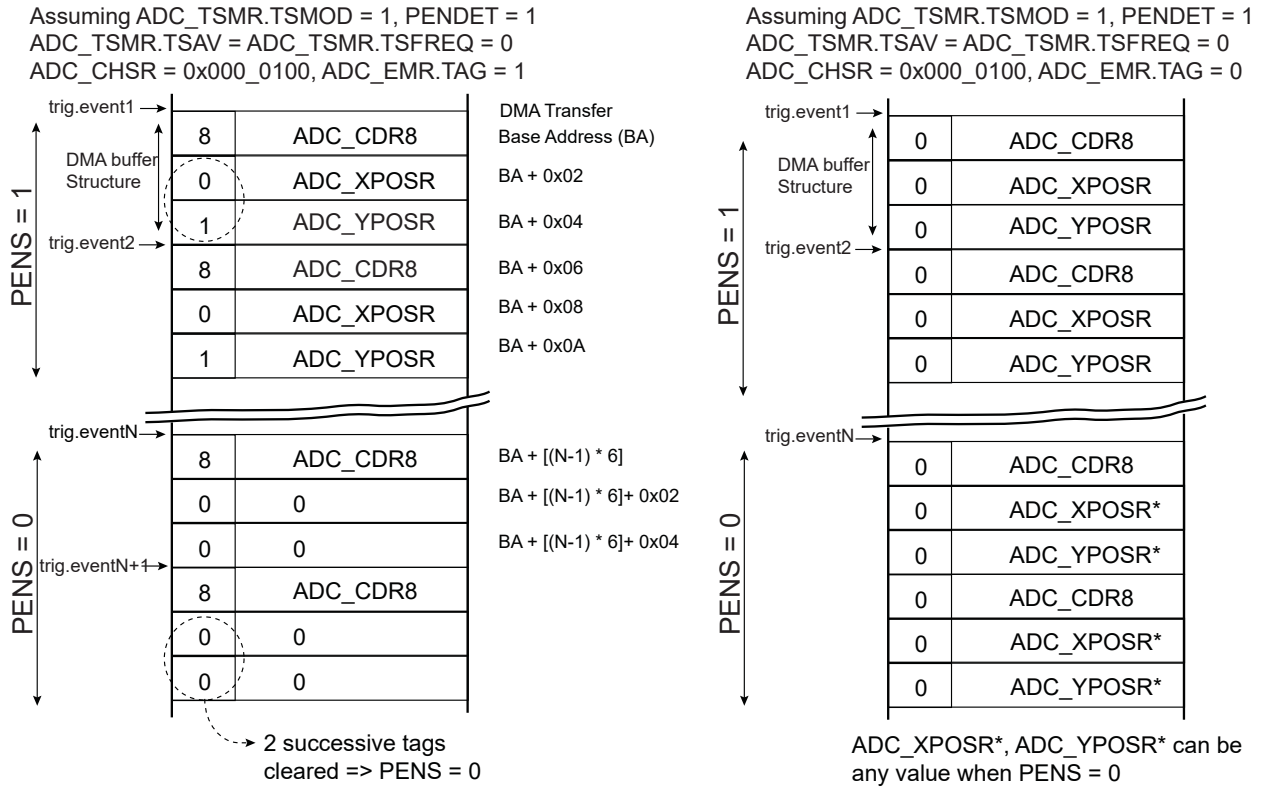 Assuming ADC_TSMR.TSMOD = 1, PENDET = 1
ADC_TSMR.TSAV = ADC_TSMR.TSFREQ = 0
ADC_CHSR = 0x000_0100, ADC_EMR.TAG = 1
trig.event1
DMA Transfer
8 ADC_CDR8 Base Address (BA)
DMA buffer
Structure
0 ADC_XPOSR BA + 0x02
1 ADC_YPOSR BA + 0x04
trig.event2
PENS = 1
8 ADC_CDR8 BA + 0x06
0 ADC_XPOSR BA + 0x08
1 ADC_YPOSR BA + 0x0A
trig.eventN
8 ADC_CDR8 BA + [(N-1) * 6]
0 0 BA + [(N-1) * 6]+ 0x02
0 0 BA + [(N-1) * 6]+ 0x04
trig.eventN+1
PENS = 0
8 ADC_CDR8
0 0
0 0
2 successive tags
cleared => PENS = 0
Assuming ADC_TSMR.TSMOD = 1, PENDET = 1
ADC_TSMR.TSAV = ADC_TSMR.TSFREQ = 0
ADC_CHSR = 0x000_0100, ADC_EMR.TAG = 0
trig.event1
0 ADC_CDR8
DMA buffer
Structure
0 ADC_XPOSR
0 ADC_YPOSR
trig.event2
PENS = 1
0 ADC_CDR8
0 ADC_XPOSR
0 ADC_YPOSR
trig.eventN
0 ADC_CDR8
0 ADC_XPOSR*
0 ADC_YPOSR*
PENS = 0
0 ADC_CDR8
0 ADC_XPOSR*
0 ADC_YPOSR*
ADC_XPOSR*, ADC_YPOSR* can be
any value when PENS = 0